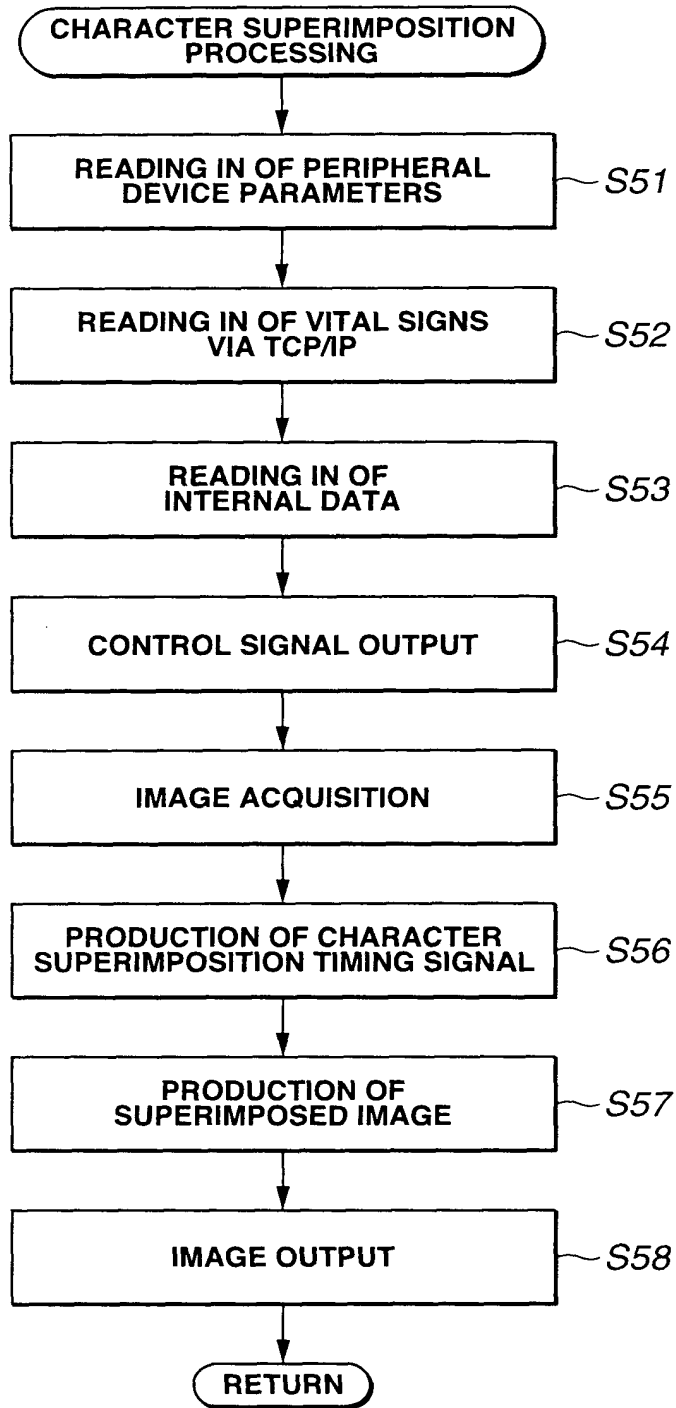 CHARACTER SUPERIMPOSITION
PROCESSING
READING IN OF PERIPHERAL
DEVICE PARAMETERS
S51
READING IN OF VITAL SIGNS
VIA TCP/IP
S52
READING IN OF
INTERNAL DATA
S53
CONTROL SIGNAL OUTPUT
S54
IMAGE ACQUISITION
S55
PRODUCTION OF CHARACTER
SUPERIMPOSITION TIMING SIGNAL
S56
PRODUCTION OF
SUPERIMPOSED IMAGE
S57
IMAGE OUTPUT
S58
RETURN